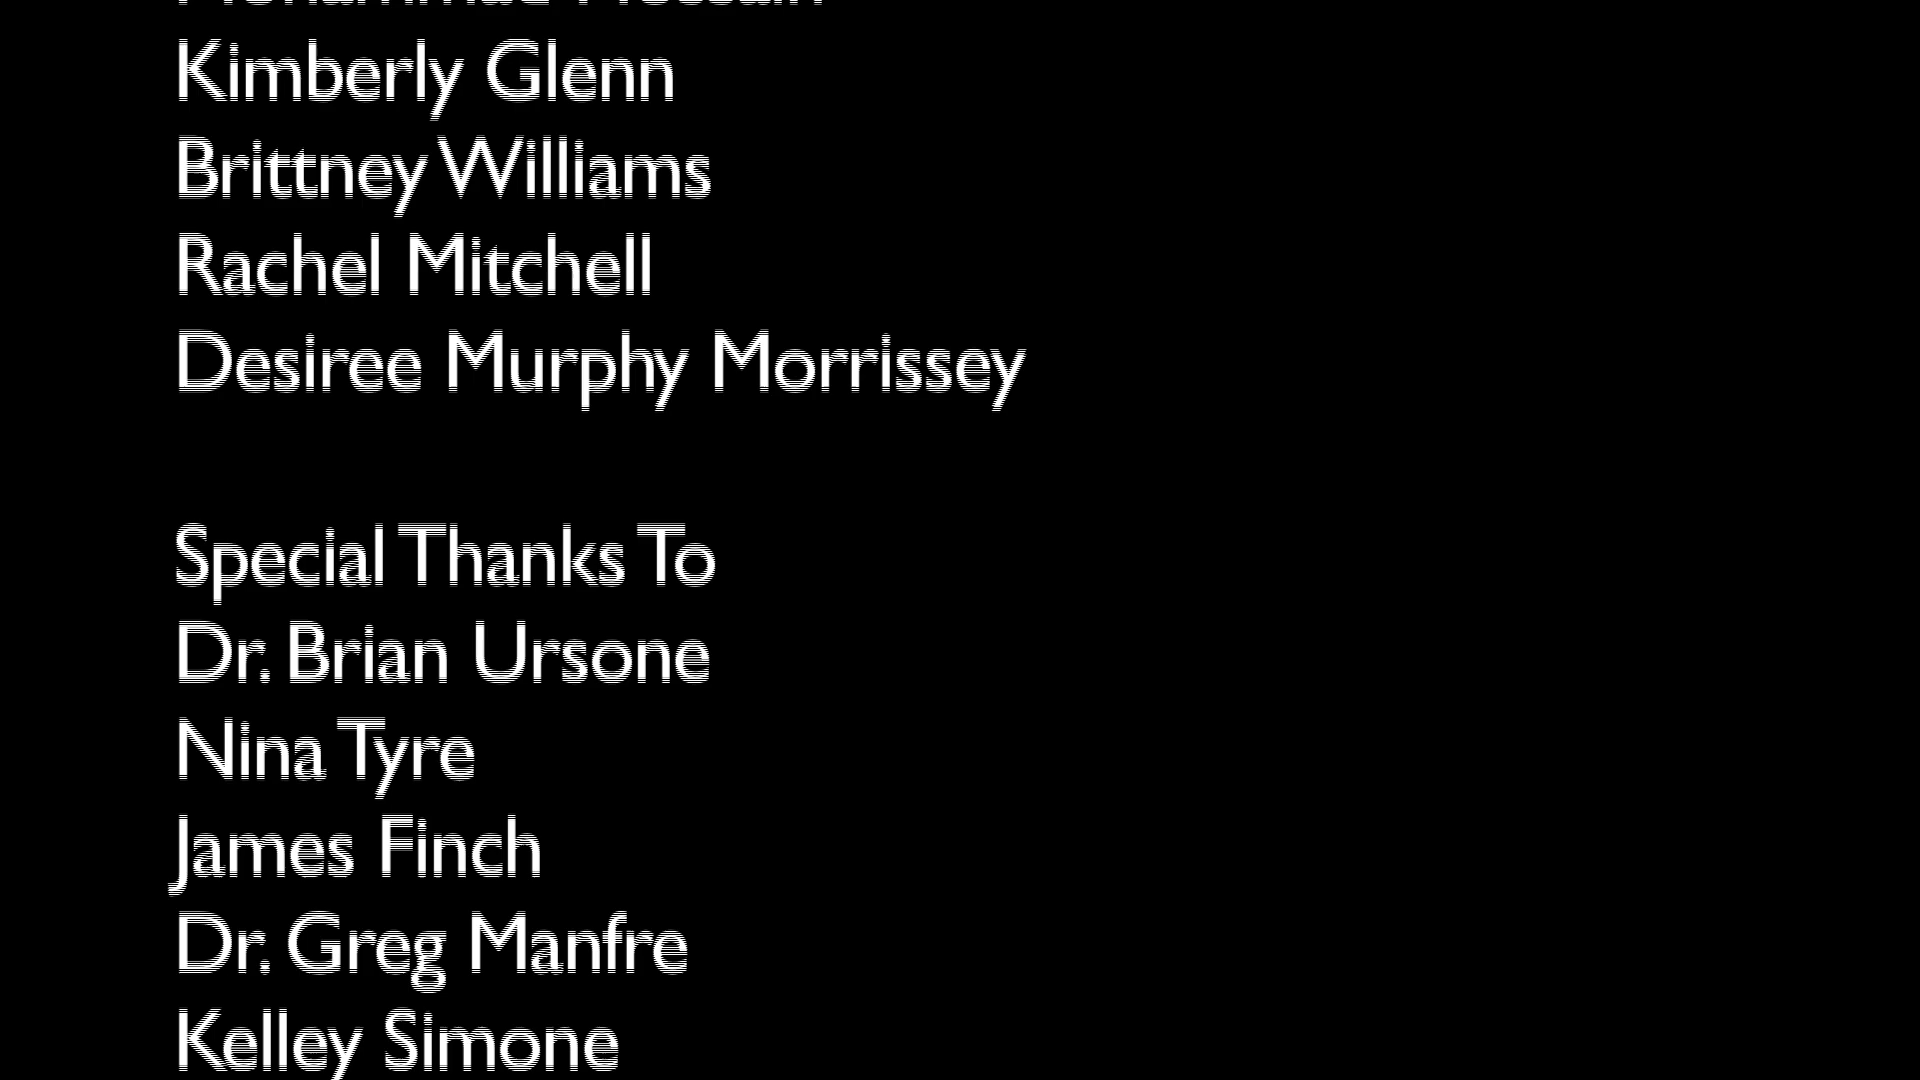 Kimberly Glenn
Brittney Williams
Rachel Mitchell
Desiree Murphy Morrissey
Special Thanks To
Dr. Brian Ursone
Nina Tyre
James Finch
Dr. Greg Manfre
Kelley Simone